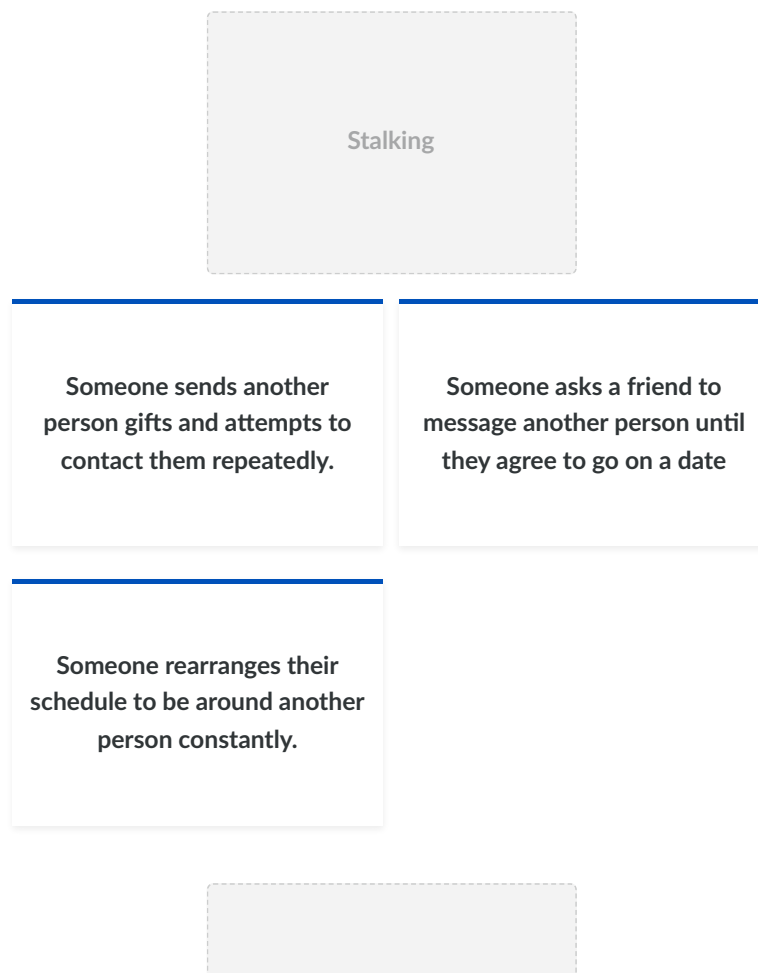 Stalking
Someone sends another
person gifts and attempts to
contact them repeatedly.
Someone asks a friend to
message another person until
they agree to go on a date
Someone rearranges their
schedule to be around another
person constantly.